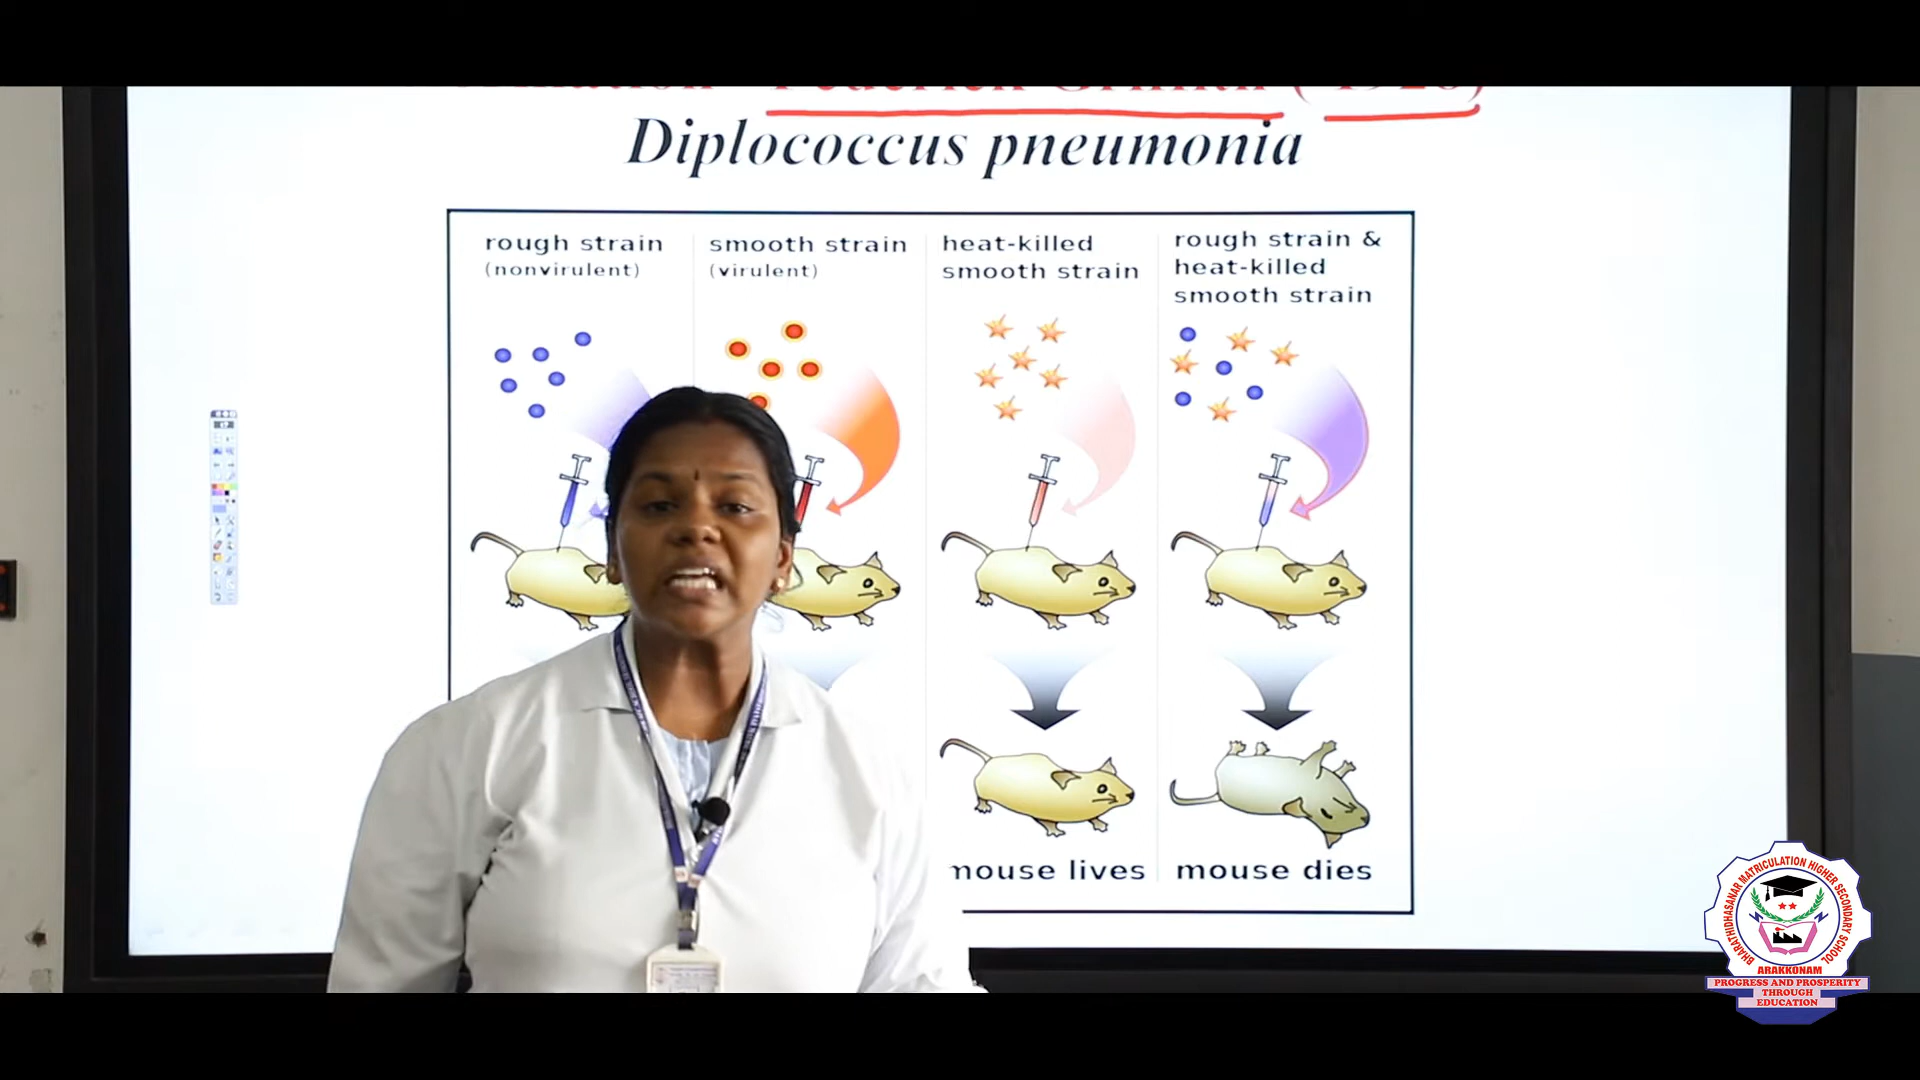 Diplococcus pneumonia
rough strain
(nonvirulent)
smooth strain
(virulent)
heat-killed
smooth strain
rough strain &
heat-killed
smooth strain
mouse lives
mouse dies
BHARATHIDHASANAR MATRICULATION HIGHER SECONDARY SCHOOL
ARAKKONAM
PROGRESS AND PROSPERITY
THROUGH
EDUCATION